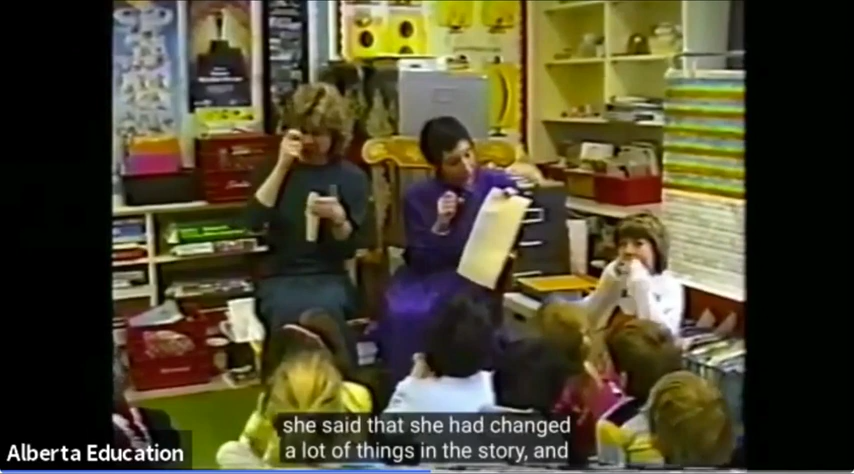 she said that she had changed
a lot of things in the story, and
Alberta Education